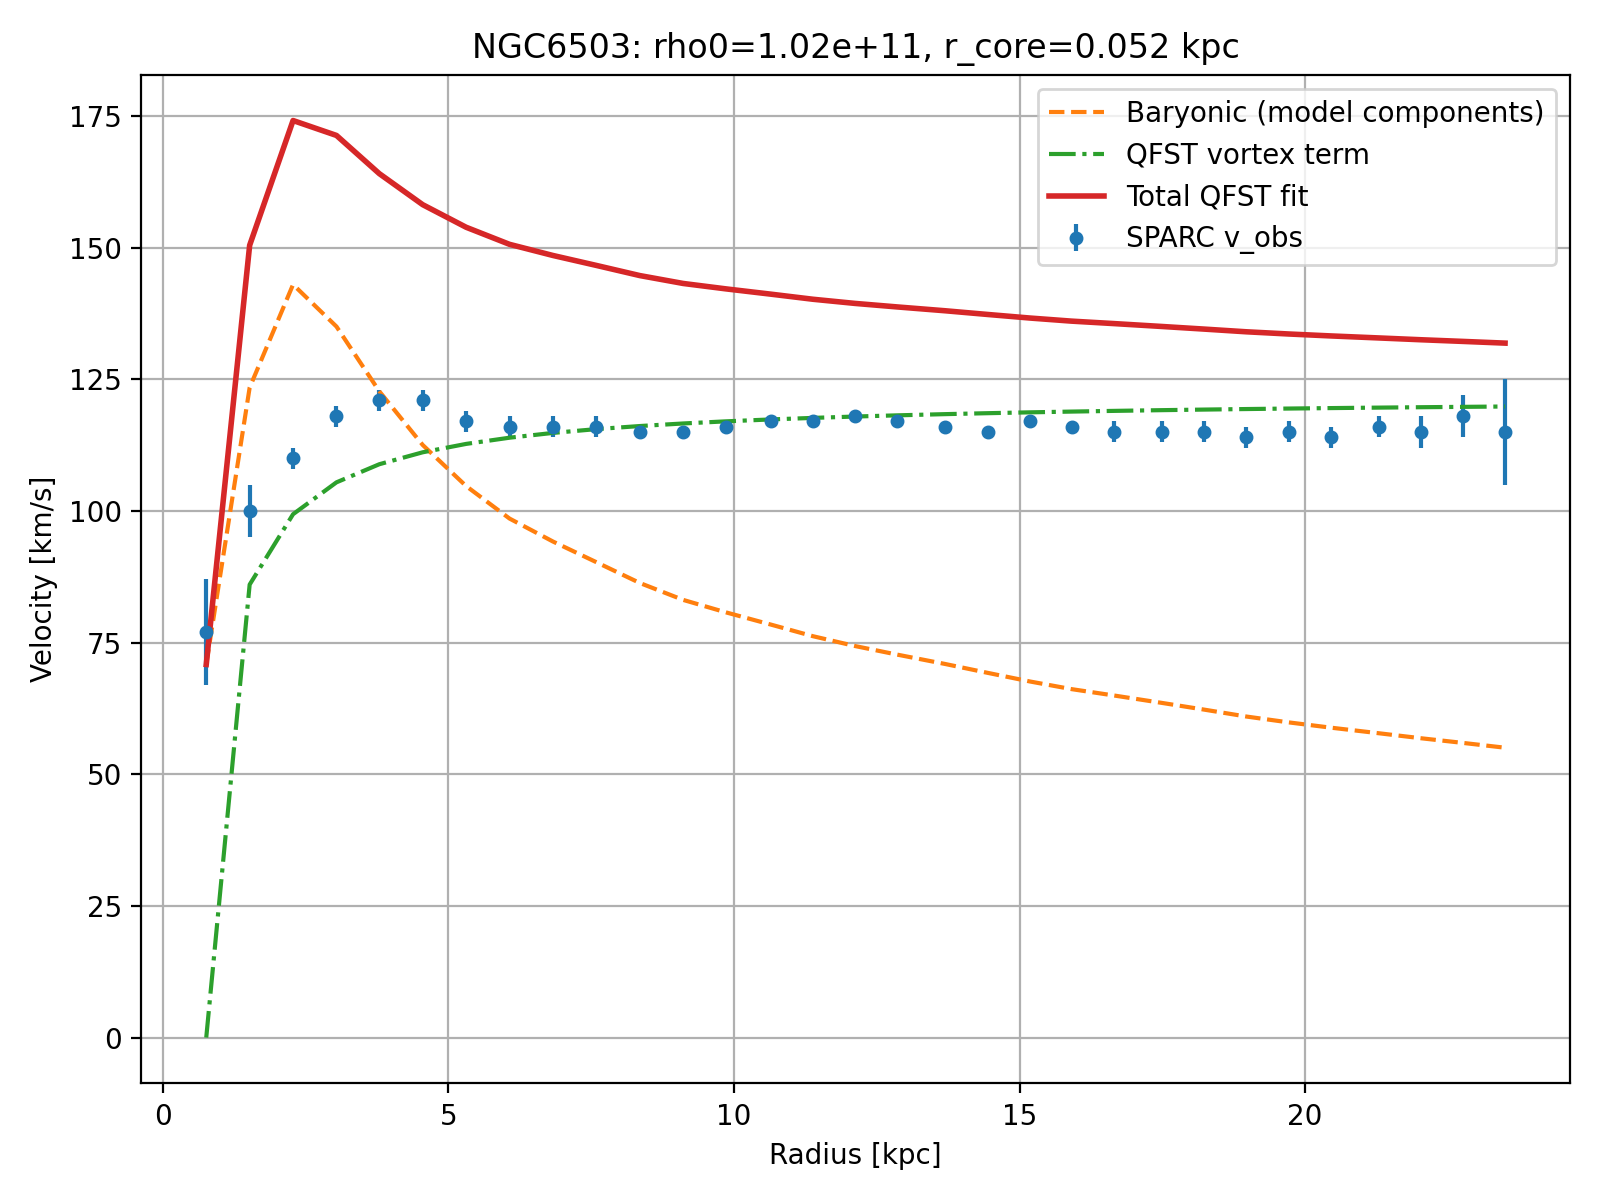 NGC6503: rho0=1.02e+11, r_core=0.052 kpc
Baryonic (model components)
QFST vortex term
Total QFST fit
SPARC v_obs
175
150
125
100
75
50
25
0
Velocity [km/s]
0 5 10 15 20
Radius [kpc]